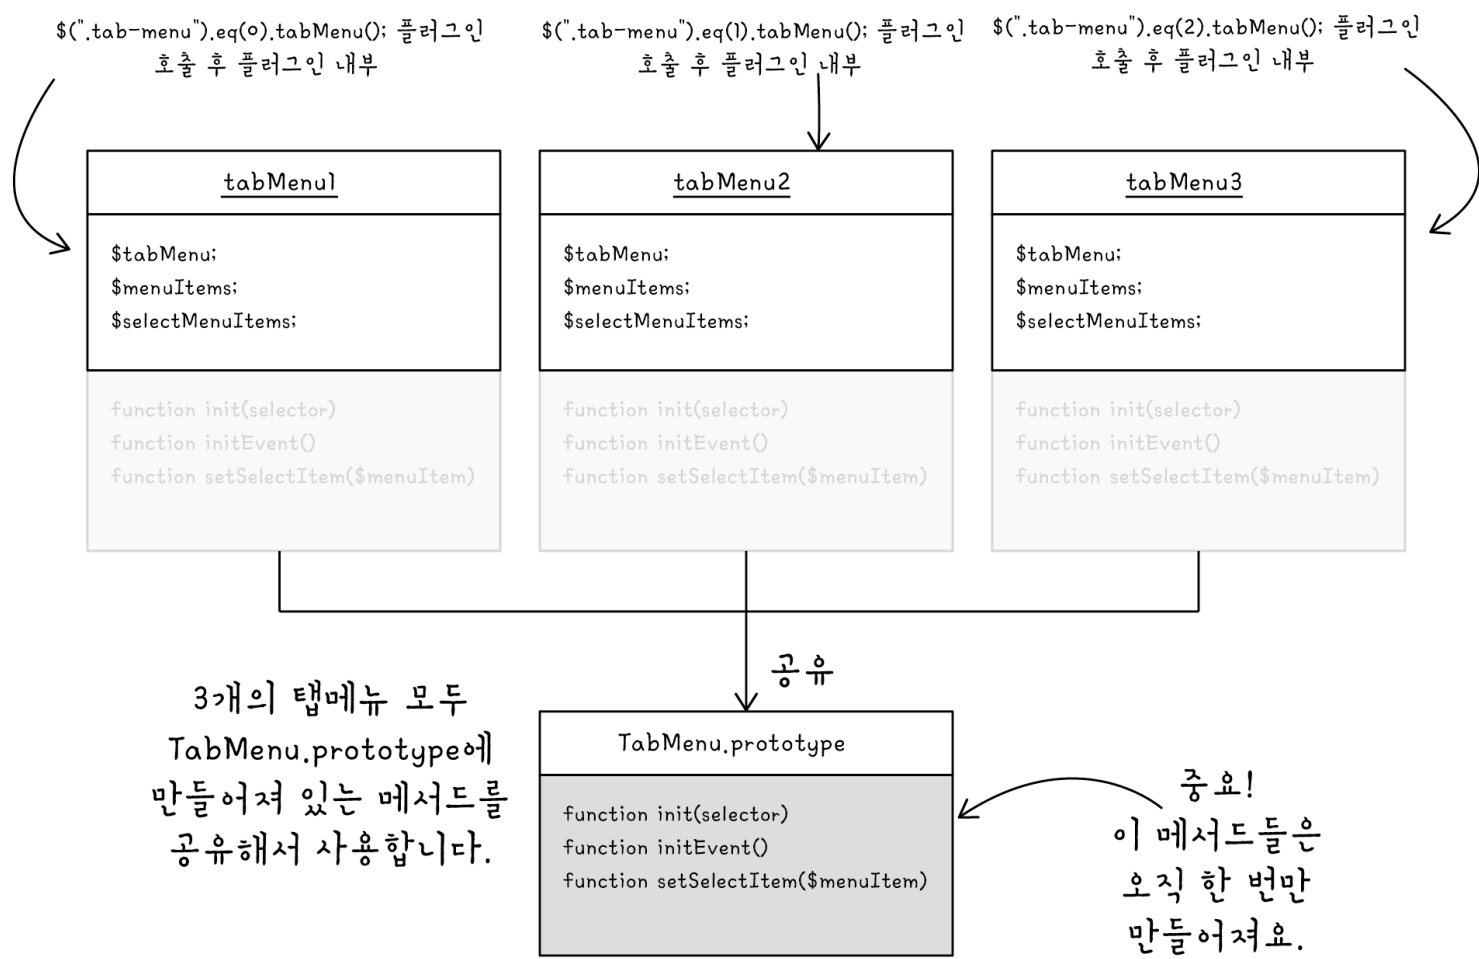 $(".tab-menu").eq(0).tabMenu(); 플러그인
호출 후 플러그인 내부
$(".tab-menu").eq(1).tabMenu(); 플러그인
호출 후 플러그인 내부
$(".tab-menu").eq(2).tabMenu(); 플러그인
호출 후 플러그인 내부
tabMenu1
$tabMenu;
$menuItems;
$selectMenuItems;
function init(selector)
function initEvent()
function setSelectItem($menuItem)
tabMenu2
$tabMenu;
$menuItems;
$selectMenuItems;
function init(selector)
function initEvent()
function setSelectItem($menuItem)
tabMenu3
$tabMenu;
$menuItems;
$selectMenuItems;
function init(selector)
function initEvent()
function setSelectItem($menuItem)
공유
3개의 탭메뉴 모두
TabMenu.prototype에
만들어져 있는 메서드를
공유해서 사용합니다.
TabMenu.prototype
function init(selector)
function initEvent()
function setSelectItem($menuItem)
중요!
이 메서드들은
오직 한 번만
만들어져요.